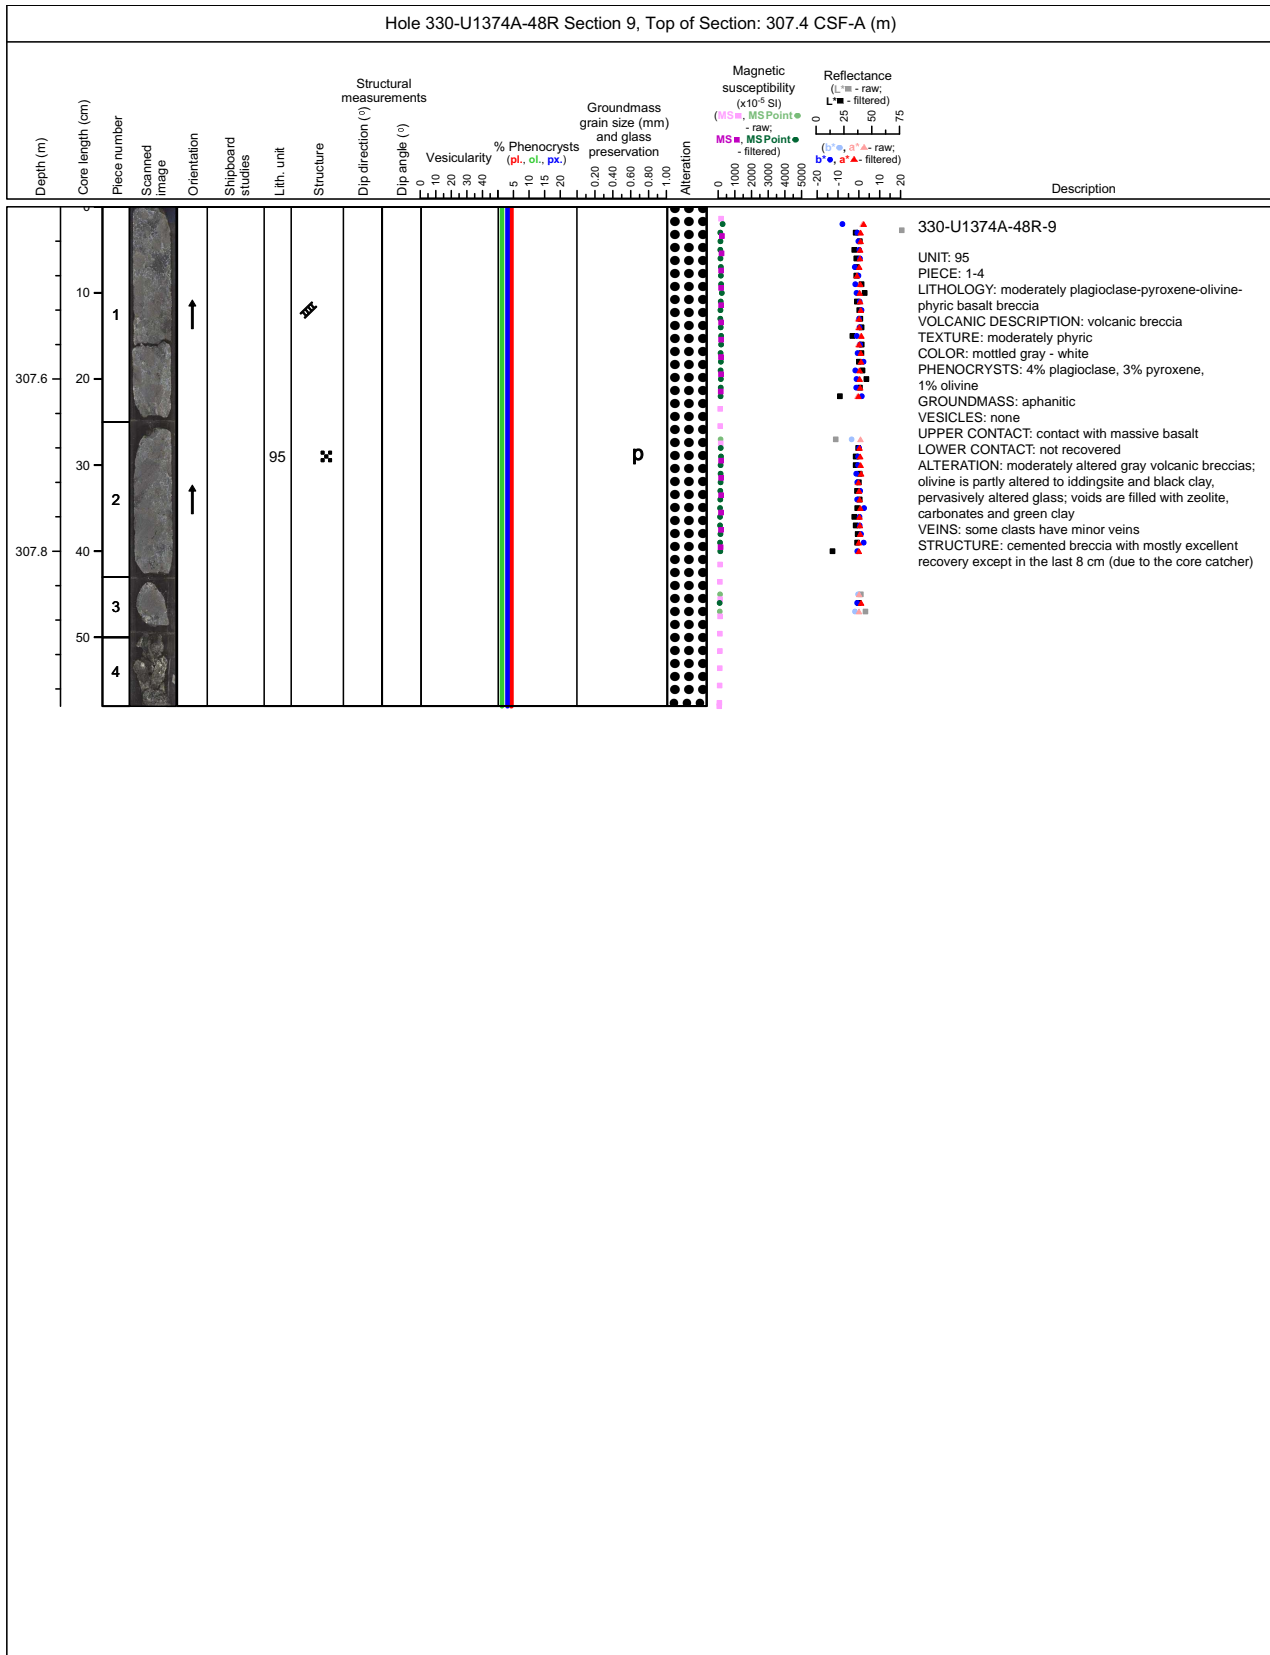 Hole 330-U1374A-48R Section 9, Top of Section: 307.4 CSF-A (m)
Depth (m)
Core length (cm)
Piece number
Scanned
image
Orientation
Shipboard
studies
Lith. unit
Structure
Structural
measurements
Dip direction (⁰)
Dip angle (⁰)
Vesicularity
0 10 20 30 40
% Phenocrysts
(pl., ol., px.)
5 10 15 20
Groundmass
grain size (mm)
and glass
preservation
0.20 0.40 0.60 0.80 1.00
Alteration
Magnetic
susceptibility
(x10⁻⁵ SI)
(MS■, MSPoint●
- raw;
MS■, MSPoint●
- filtered)
0 1000 2000 3000 4000 5000
Reflectance
(L*■ - raw;
L*■ - filtered)
0 25 50 75
(b*●, a*▲- raw;
b*●, a*▲- filtered)
-20 -10 0 10 20
Description
0
10
20
30
40
50
307.6
307.8
1
2
3
4
95
p
330-U1374A-48R-9
UNIT: 95
PIECE: 1-4
LITHOLOGY: moderately plagioclase-pyroxene-olivine-
phyric basalt breccia
VOLCANIC DESCRIPTION: volcanic breccia
TEXTURE: moderately phyric
COLOR: mottled gray - white
PHENOCRYSTS: 4% plagioclase, 3% pyroxene,
1% olivine
GROUNDMASS: aphanitic
VESICLES: none
UPPER CONTACT: contact with massive basalt
LOWER CONTACT: not recovered
ALTERATION: moderately altered gray volcanic breccias;
olivine is partly altered to iddingsite and black clay,
pervasively altered glass; voids are filled with zeolite,
carbonates and green clay
VEINS: some clasts have minor veins
STRUCTURE: cemented breccia with mostly excellent
recovery except in the last 8 cm (due to the core catcher)